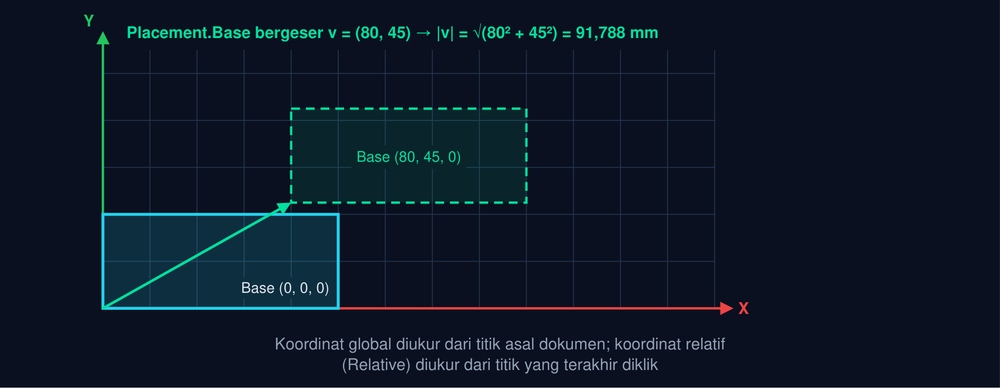 Y
Placement.Base bergeser v = (80, 45) → |v| = √(80² + 45²) = 91,788 mm
Base (80, 45, 0)
Base (0, 0, 0)
X
Koordinat global diukur dari titik asal dokumen; koordinat relatif
(Relative) diukur dari titik yang terakhir diklik